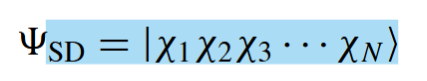 Ψ_SD = |χ₁χ₂χ₃ ⋯ χ_N⟩